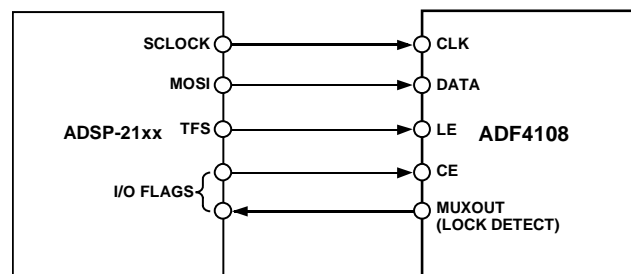 SCLOCK
MOSI
TFS
I/O FLAGS
ADSP-21xx
CLK
DATA
LE
CE
MUXOUT
(LOCK DETECT)
ADF4108